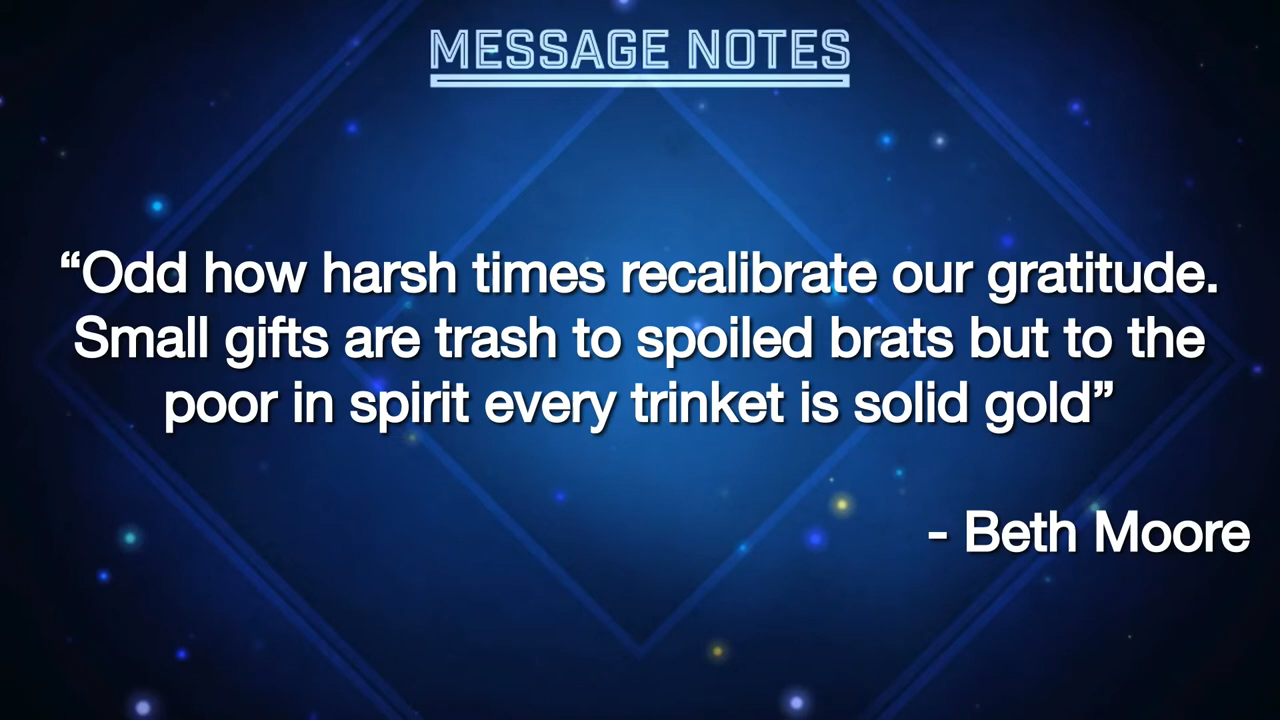 MESSAGE NOTES
“Odd how harsh times recalibrate our gratitude.
Small gifts are trash to spoiled brats but to the
poor in spirit every trinket is solid gold”
- Beth Moore